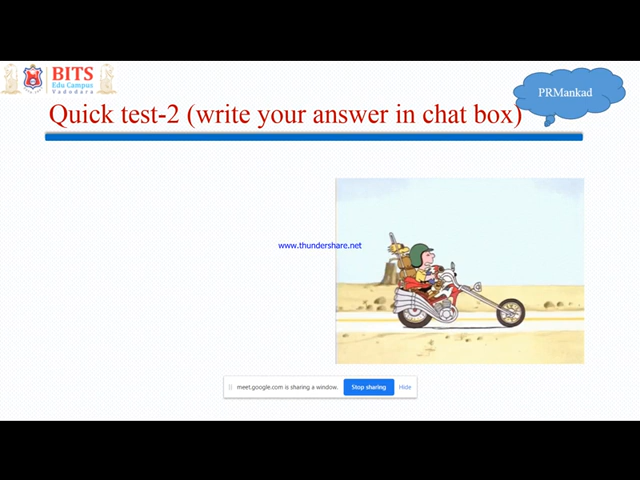 BITS
Edu Campus
Vadodara
PRMankad
Quick test-2 (write your answer in chat box)
www.thundershare.net
meet.google.com is sharing a window.
Stop sharing
Hide